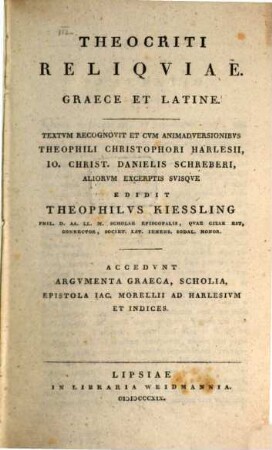 THEOCRITI
RELIQVIAE.
GRAECE ET LATINE.
TEXTVM RECOGNOVIT ET CVM ANIMADVERSIONIBVS
THEOPHILI CHRISTOPHORI HARLESII,
IO. CHRIST. DANIELIS SCHREBERI,
ALIORVM EXCERPTIS SVISQVE
EDIDIT
THEOPHILVS KIESSLING
PHIL. D. AA. LL. M. SCHOLAE EPISCOPALIS, QVAE CIZAE EST,
CONRECTOR, SOCIET. LAT. IENENS. SODAL. HONOR.
ACCEDVNT
ARGVMENTA GRAECA, SCHOLIA,
EPISTOLA IAC. MORELLII AD HARLESIVM
ET INDICES.
LIPSIAE
IN LIBRARIA WEIDMANNIA.
CIↃIↃCCCXIX.